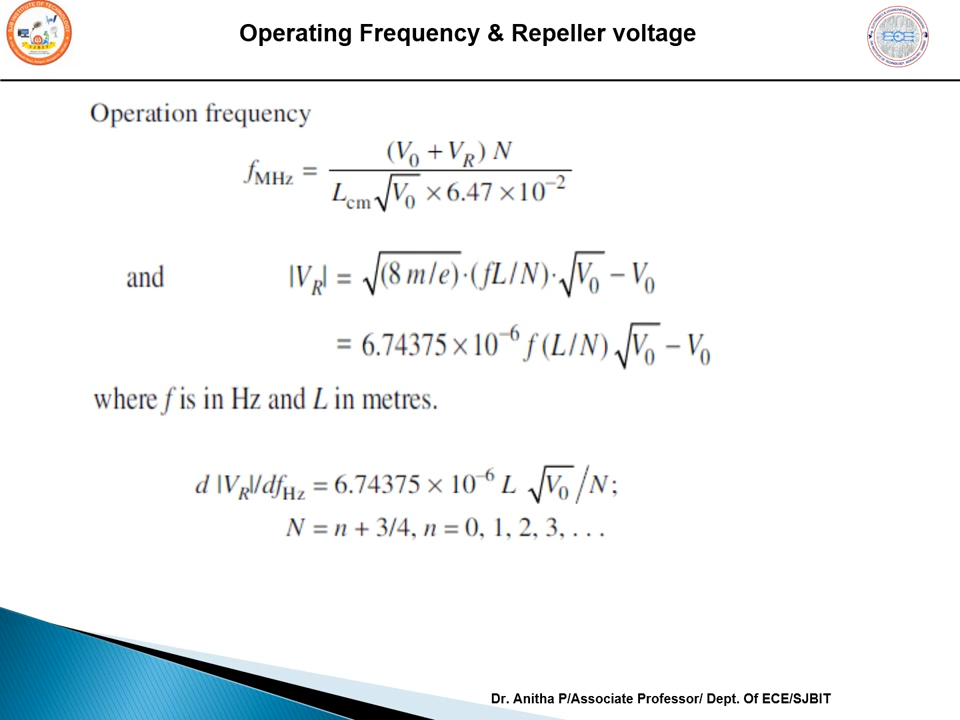 Operating Frequency & Repeller voltage
SJBIT
ECE
Operation frequency
f_MHz = (V_0 + V_R) N / L_cm √V_0 × 6.47 × 10^−2
and |V_R| = √(8 m/e) · (fL/N) · √V_0 − V_0
= 6.74375 × 10^−6 f (L/N) √V_0 − V_0
where f is in Hz and L in metres.
d |V_R|/df_Hz = 6.74375 × 10^−6 L √V_0 /N;
N = n + 3/4, n = 0, 1, 2, 3, . . .
Dr. Anitha P/Associate Professor/ Dept. Of ECE/SJBIT